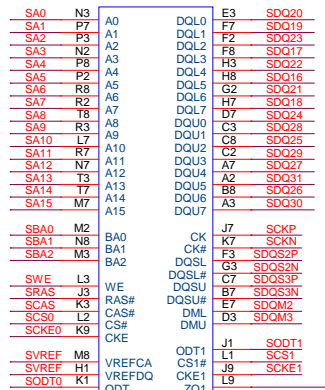 SA0 N3 A0 DQL0 E3 SDQ20
SA1 P7 A1 DQL1 F7 SDQ19
SA2 P3 A2 DQL2 F2 SDQ23
SA3 N2 A3 DQL3 F8 SDQ17
SA4 P8 A4 DQL4 H3 SDQ22
SA5 P2 A5 DQL5 H8 SDQ16
SA6 R8 A6 DQL6 G2 SDQ21
SA7 R2 A7 DQL7 H7 SDQ18
SA8 T8 A8 DQU0 D7 SDQ24
SA9 R3 A9 DQU1 C3 SDQ28
SA10 L7 A10 DQU2 C8 SDQ25
SA11 R7 A11 DQU3 C2 SDQ29
SA12 N7 A12 DQU4 A7 SDQ27
SA13 T3 A13 DQU5 A2 SDQ31
SA14 T7 A14 DQU6 B8 SDQ26
SA15 M7 A15 DQU7 A3 SDQ30
SBA0 M2 BA0 CK J7 SCKP
SBA1 N8 BA1 CK# K7 SCKN
SBA2 M3 BA2 DQSL F3 SDQS2P
DQSL# G3 SDQS2N
SWE L3 WE DQSU C7 SDQS3P
SRAS J3 RAS# DQSU# B7 SDQS3N
SCAS K3 CAS# DML E7 SDQM2
SCS0 L2 CS# DMU D3 SDQM3
SCKE0 K9 CKE
ODT1 J1 SODT1
SVREF M8 VREFCA CS1# L1 SCS1
SVREF H1 VREFDQ CKE1 J9 SCKE1
SODT0 K1 ODT ZQ1 L9